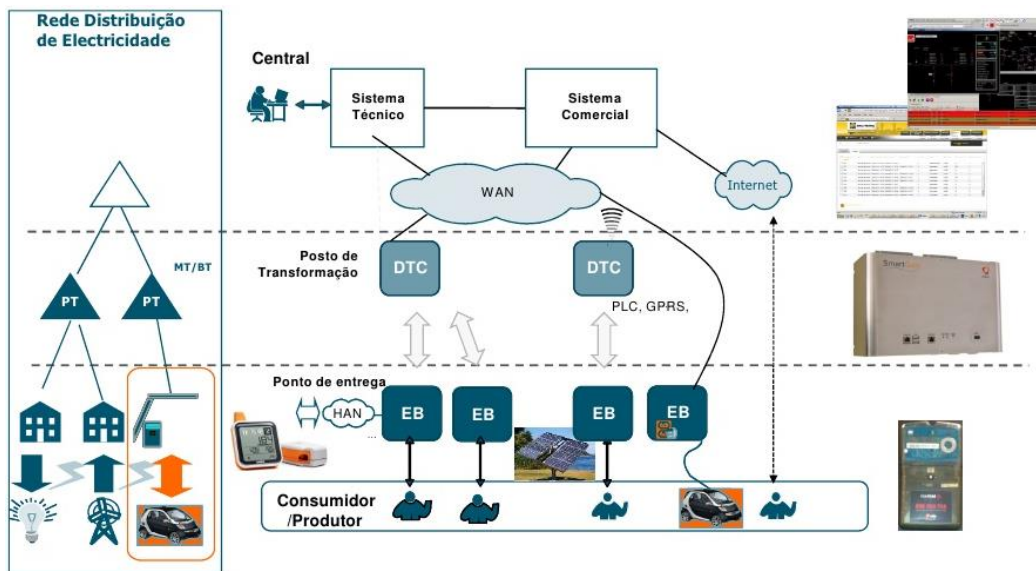 Rede Distribuição
de Electricidade
Central
Sistema
Técnico
Sistema
Comercial
WAN
Internet
Posto de
Transformação
DTC
DTC
MT/BT
PT
PT
PLC, GPRS,
Ponto de entrega
HAN
...
EB
EB
EB
EB
Consumidor
/Produtor